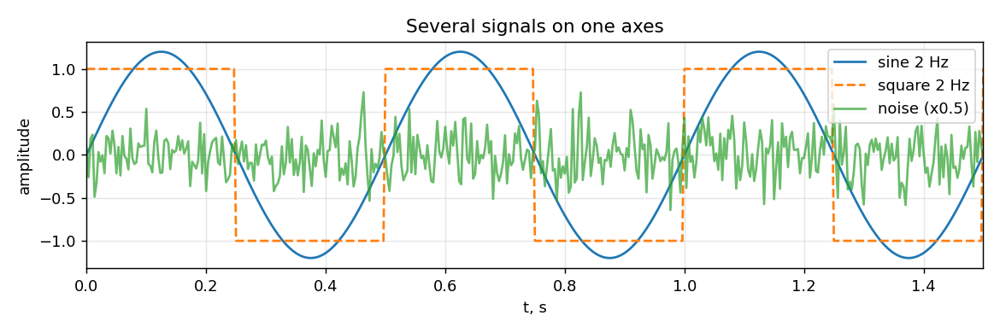 Several signals on one axes
sine 2 Hz
square 2 Hz
noise (x0.5)
amplitude
1.0
0.5
0.0
−0.5
−1.0
0.0 0.2 0.4 0.6 0.8 1.0 1.2 1.4
t, s